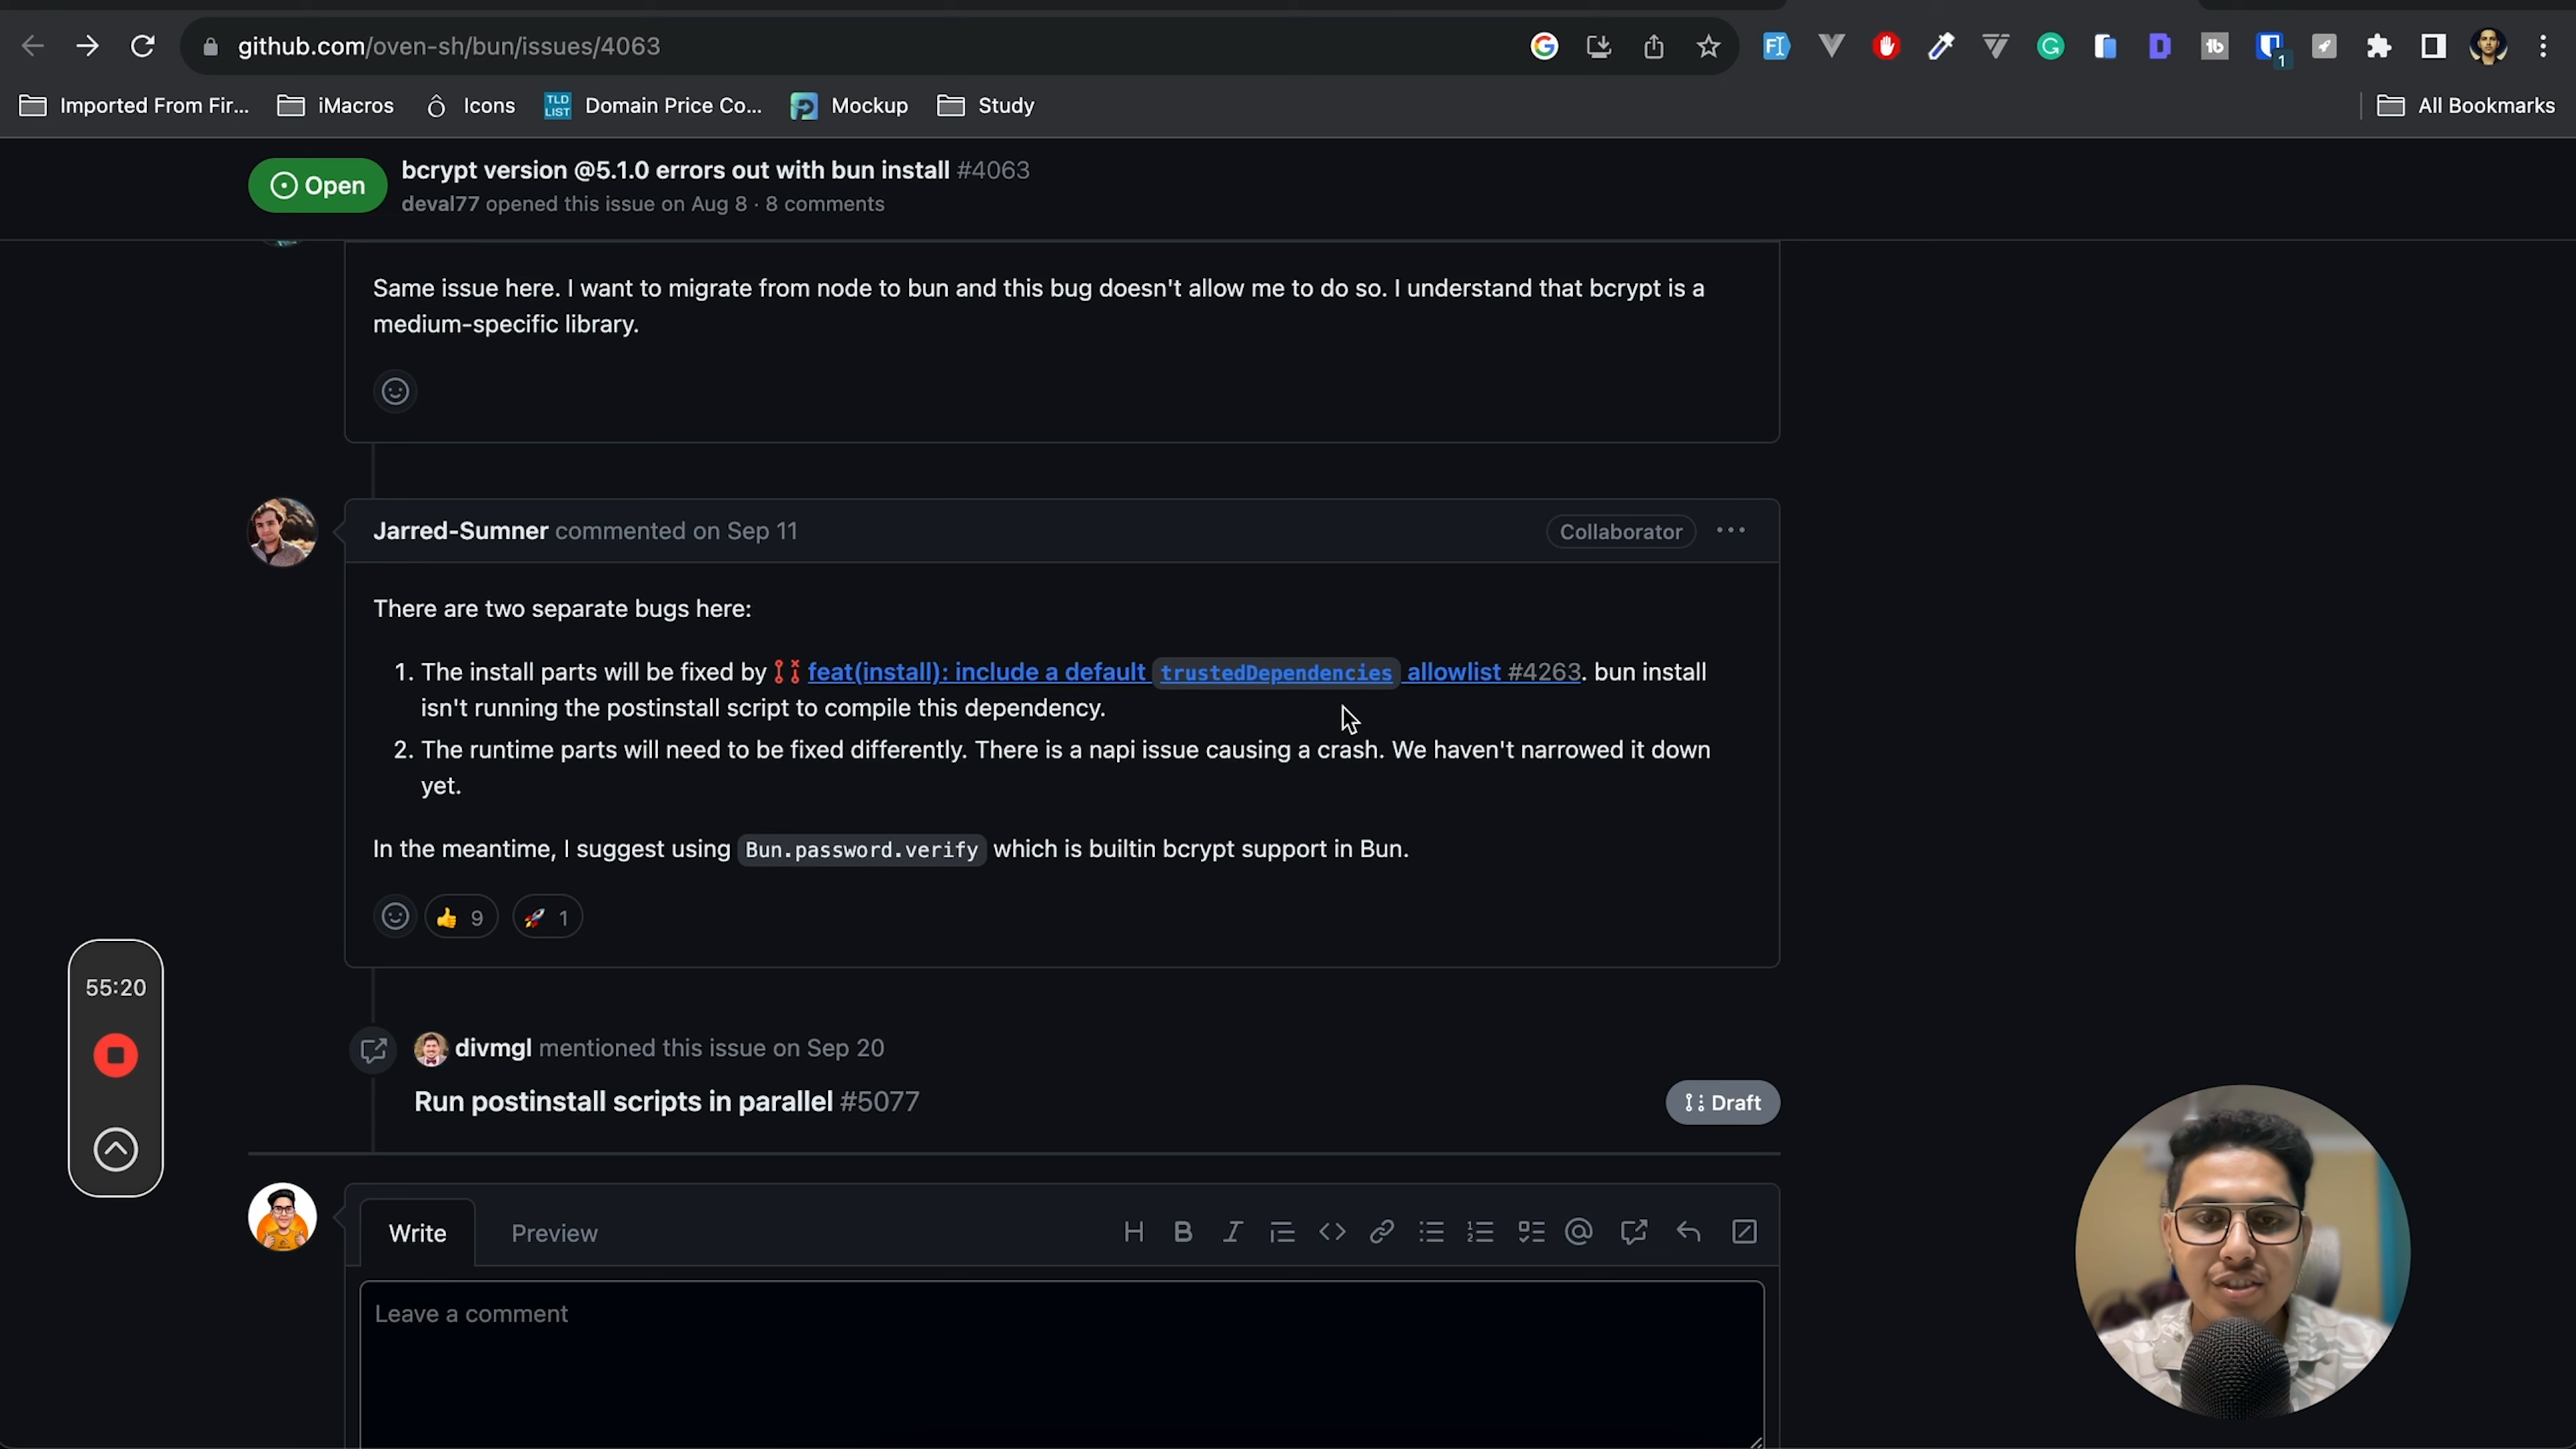 github.com/oven-sh/bun/issues/4063
1
Imported From Fir...
iMacros
Icons
TLD LIST
Domain Price Co...
Mockup
Study
All Bookmarks
Open
bcrypt version @5.1.0 errors out with bun install #4063
deval77 opened this issue on Aug 8 · 8 comments
Same issue here. I want to migrate from node to bun and this bug doesn't allow me to do so. I understand that bcrypt is a
medium-specific library.
Jarred-Sumner commented on Sep 11
Collaborator
There are two separate bugs here:
1. The install parts will be fixed by feat(install): include a default trustedDependencies allowlist #4263. bun install
isn't running the postinstall script to compile this dependency.
2. The runtime parts will need to be fixed differently. There is a napi issue causing a crash. We haven't narrowed it down
yet.
In the meantime, I suggest using Bun.password.verify which is builtin bcrypt support in Bun.
👍 9 🚀 1
55:20
divmgl mentioned this issue on Sep 20
Run postinstall scripts in parallel #5077
Draft
Write
Preview
Leave a comment